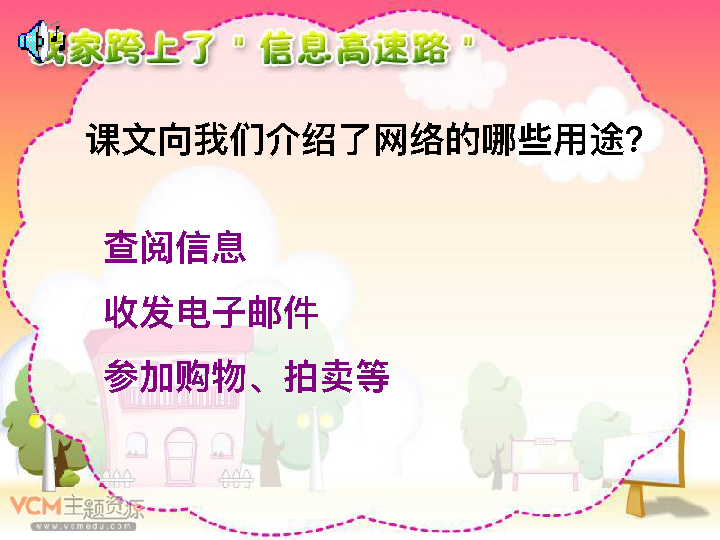 我家跨上了"信息高速路"
课文向我们介绍了网络的哪些用途?
查阅信息
收发电子邮件
参加购物、拍卖等
VCM主题资源
www.vcmedu.com